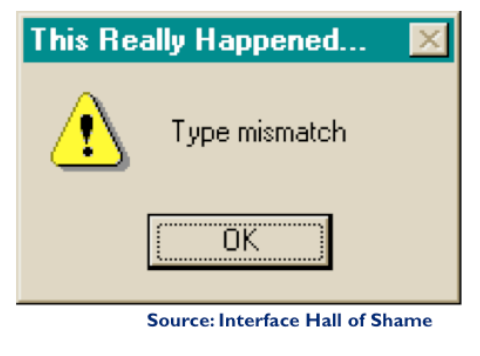 This Really Happened...
Type mismatch
OK
Source: Interface Hall of Shame